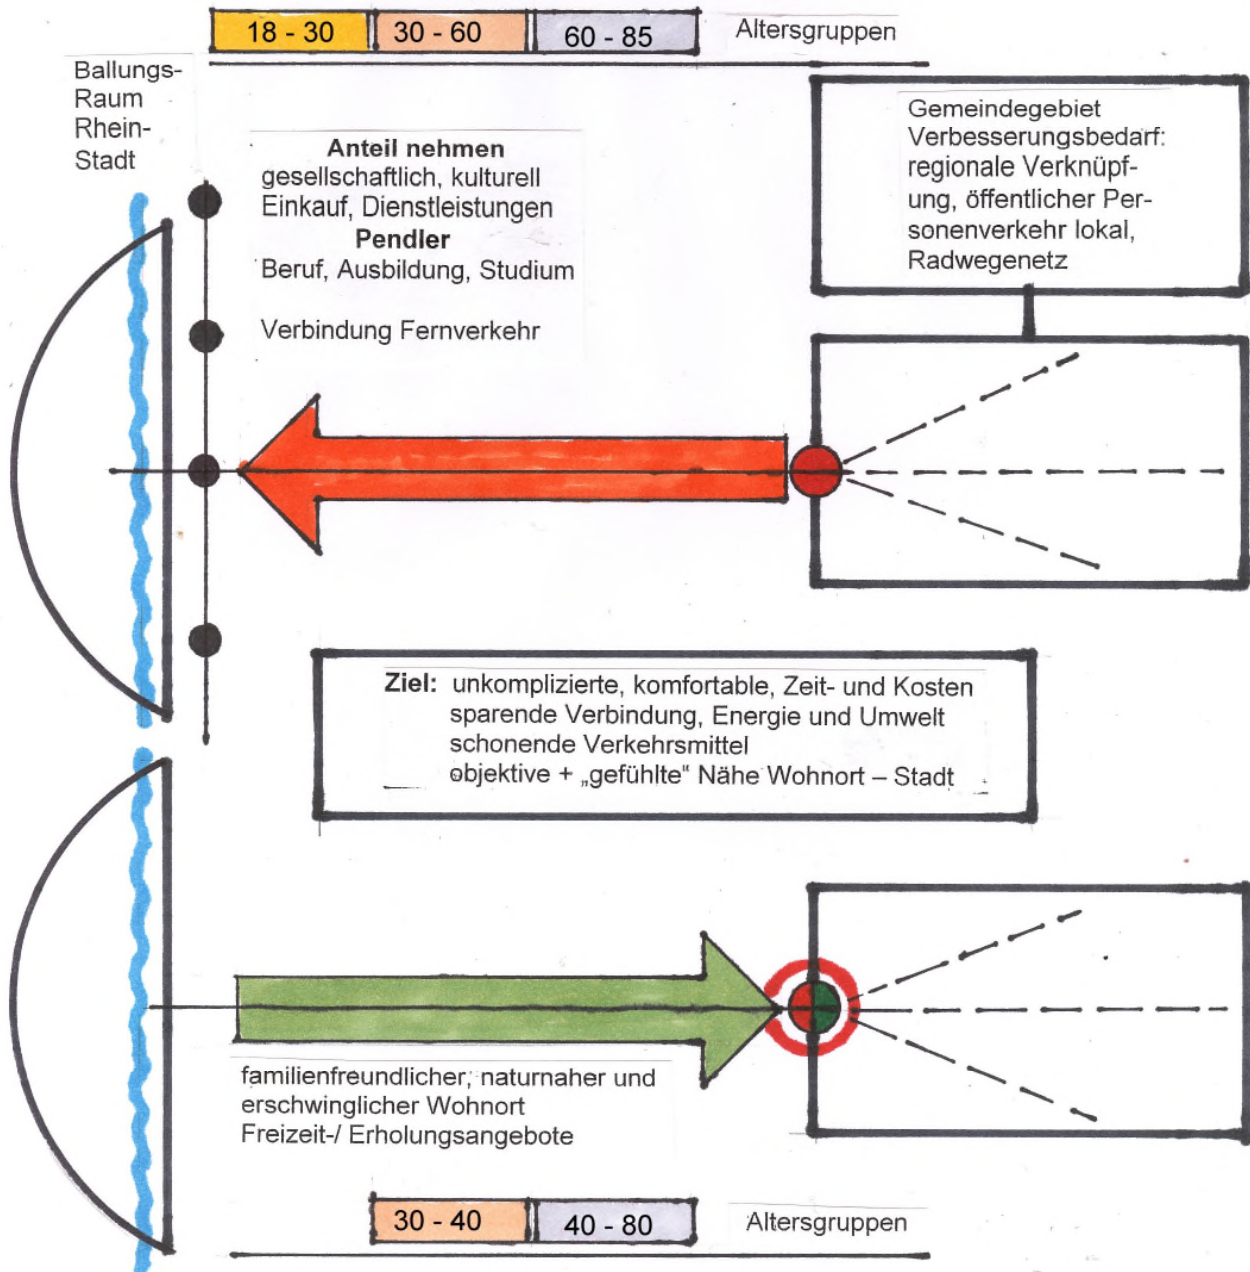 18 - 30 30 - 60 60 - 85 Altersgruppen
Ballungs-
Raum
Rhein-
Stadt
Anteil nehmen
gesellschaftlich, kulturell
Einkauf, Dienstleistungen
Pendler
Beruf, Ausbildung, Studium
Verbindung Fernverkehr
Gemeindegebiet
Verbesserungsbedarf:
regionale Verknüpf-
ung, öffentlicher Per-
sonenverkehr lokal,
Radwegenetz
Ziel: unkomplizierte, komfortable, Zeit- und Kosten
sparende Verbindung, Energie und Umwelt
schonende Verkehrsmittel
objektive + „gefühlte“ Nähe Wohnort – Stadt
familienfreundlicher, naturnaher und
erschwinglicher Wohnort
Freizeit-/ Erholungsangebote
30 - 40 40 - 80 Altersgruppen